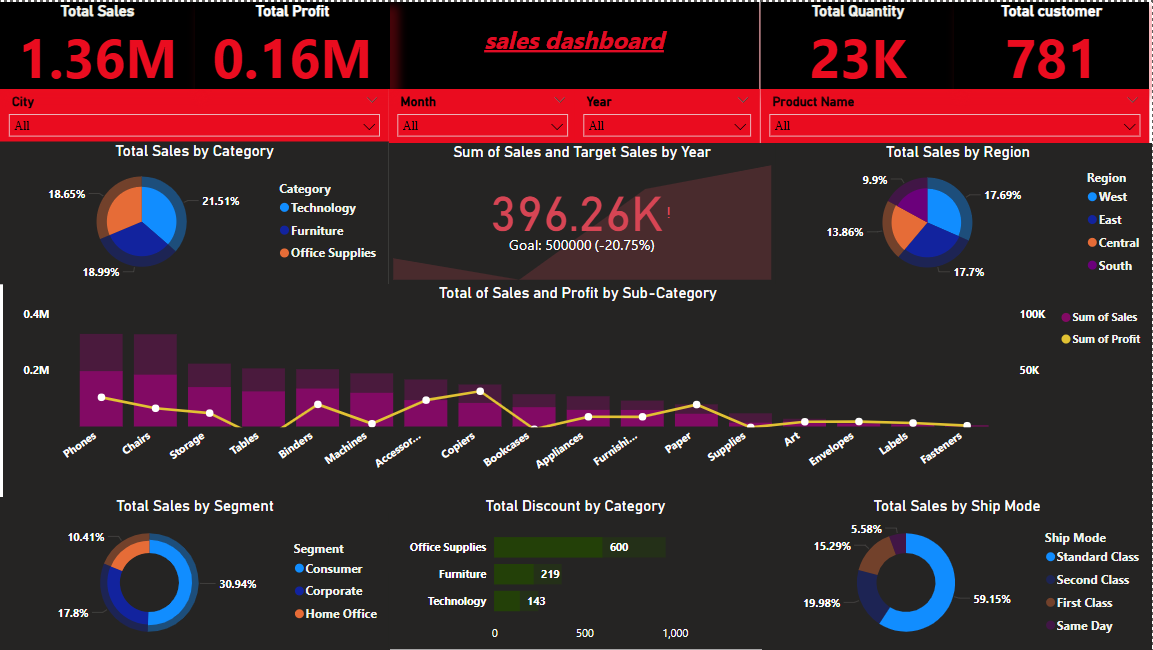 Total Sales
1.36M
Total Profit
0.16M
sales dashboard
Total Quantity
23K
Total customer
781
City
All
Month
All
Year
All
Product Name
All
Total Sales by Category
18.65%
21.51%
18.99%
Category
Technology
Furniture
Office Supplies
Sum of Sales and Target Sales by Year
396.26K!
Goal: 500000 (-20.75%)
Total Sales by Region
9.9%
17.69%
13.86%
17.7%
Region
West
East
Central
South
Total of Sales and Profit by Sub-Category
0.4M
0.2M
100K
50K
Sum of Sales
Sum of Profit
Phones
Chairs
Storage
Tables
Binders
Machines
Accessor...
Copiers
Bookcases
Appliances
Furnishi...
Paper
Supplies
Art
Envelopes
Labels
Fasteners
Total Sales by Segment
10.41%
30.94%
17.8%
Segment
Consumer
Corporate
Home Office
Total Discount by Category
Office Supplies
600
Furniture
219
Technology
143
0
500
1,000
Total Sales by Ship Mode
5.58%
15.29%
19.98%
59.15%
Ship Mode
Standard Class
Second Class
First Class
Same Day